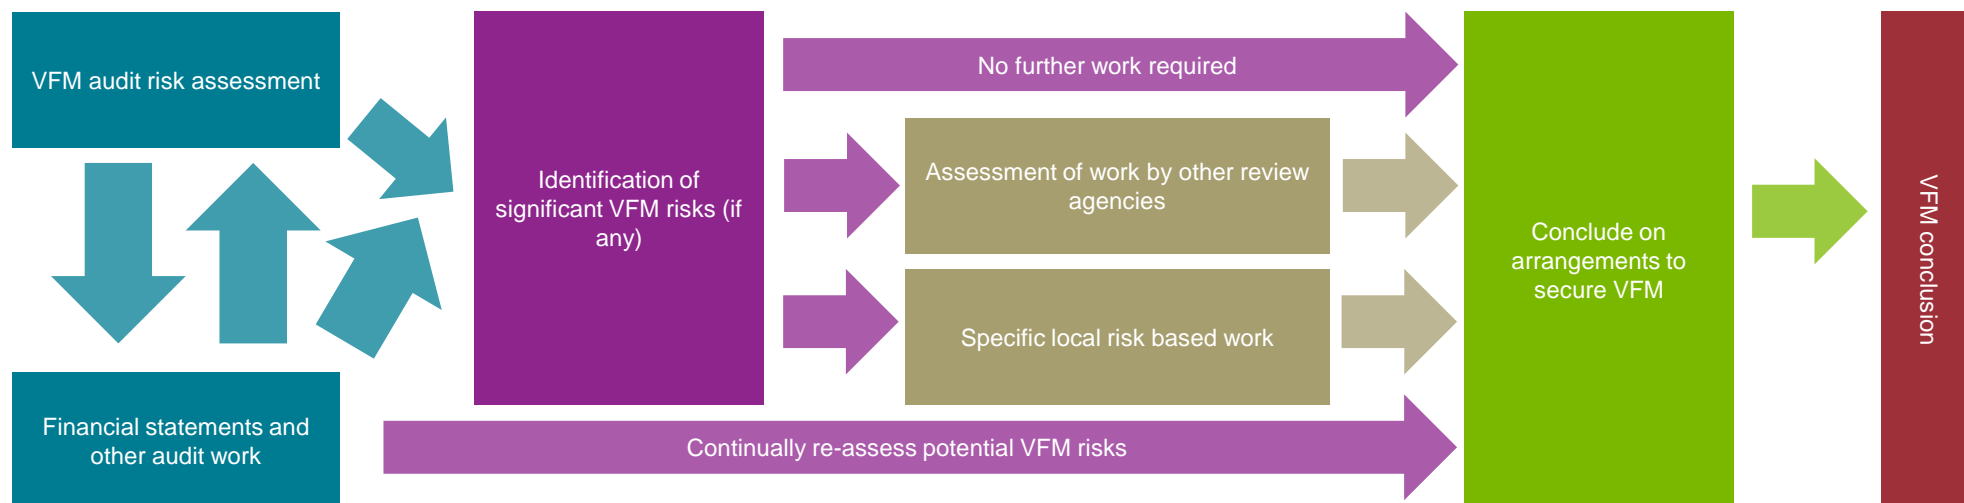 VFM audit risk assessment
Financial statements and
other audit work
Identification of
significant VFM risks (if
any)
No further work required
Assessment of work by other review
agencies
Specific local risk based work
Continually re-assess potential VFM risks
Conclude on
arrangements to
secure VFM
VFM conclusion